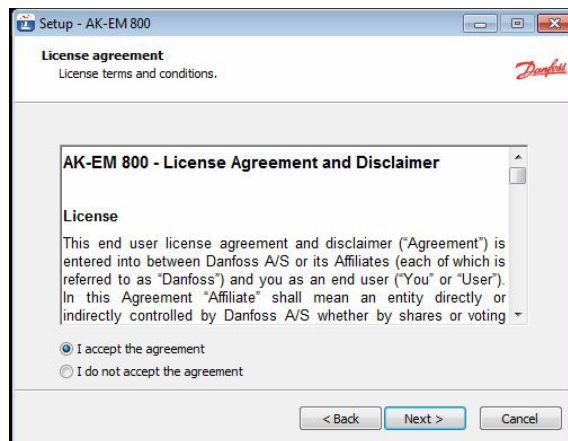 Setup - AK-EM 800
License agreement
License terms and conditions.
Danfoss
AK-EM 800 - License Agreement and Disclaimer
License
This end user license agreement and disclaimer (“Agreement”) is
entered into between Danfoss A/S or its Affiliates (each of which is
referred to as “Danfoss”) and you as an end user (“You” or “User”).
In this Agreement “Affiliate” shall mean an entity directly or
indirectly controlled by Danfoss A/S whether by shares or voting
I accept the agreement
I do not accept the agreement
< Back Next > Cancel